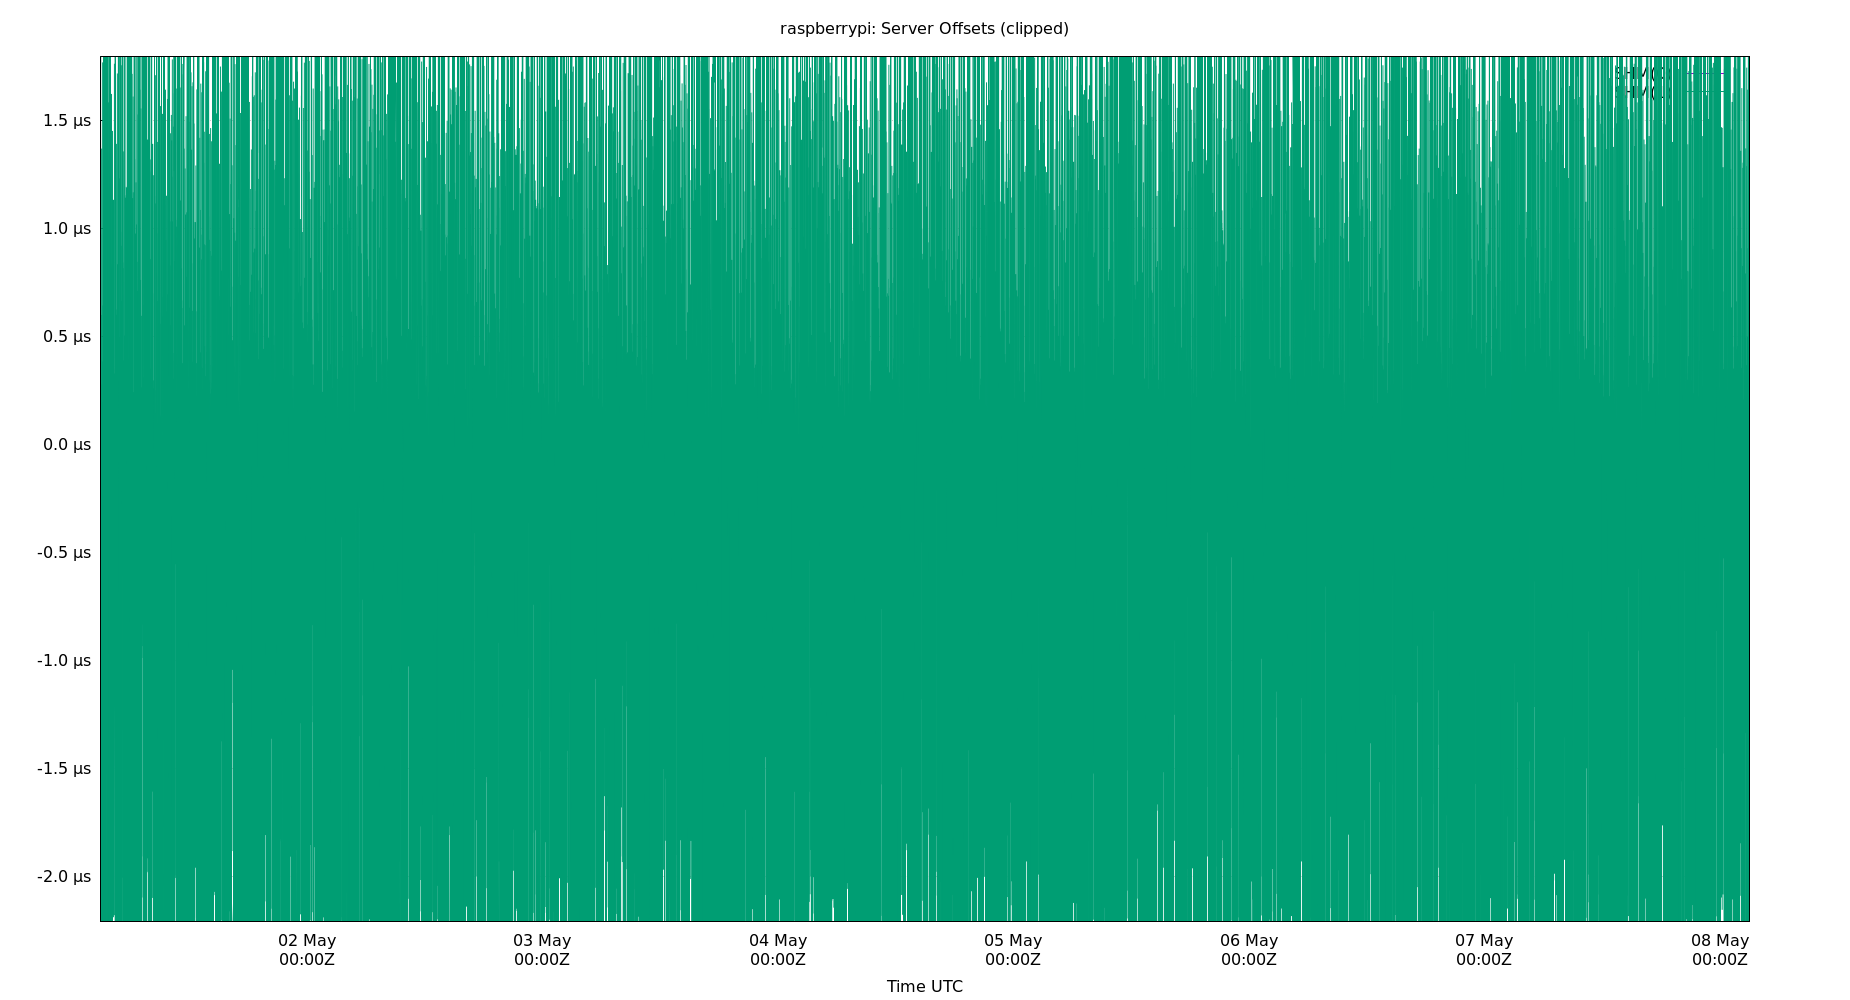 raspberrypi: Server Offsets (clipped)
1.5 µs
1.0 µs
0.5 µs
0.0 µs
-0.5 µs
-1.0 µs
-1.5 µs
-2.0 µs
02 May
00:00Z
03 May
00:00Z
04 May
00:00Z
05 May
00:00Z
06 May
00:00Z
07 May
00:00Z
08 May
00:00Z
Time UTC